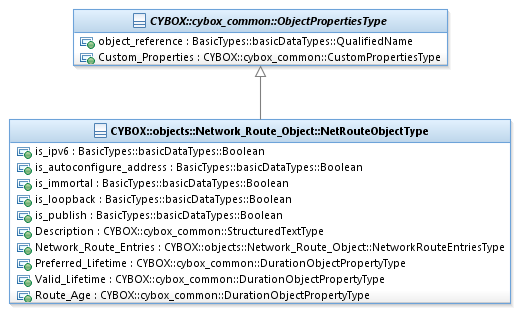 CYBOX::cybox_common::ObjectPropertiesType
object_reference : BasicTypes::basicDataTypes::QualifiedName
Custom_Properties : CYBOX::cybox_common::CustomPropertiesType
CYBOX::objects::Network_Route_Object::NetRouteObjectType
is_ipv6 : BasicTypes::basicDataTypes::Boolean
is_autoconfigure_address : BasicTypes::basicDataTypes::Boolean
is_immortal : BasicTypes::basicDataTypes::Boolean
is_loopback : BasicTypes::basicDataTypes::Boolean
is_publish : BasicTypes::basicDataTypes::Boolean
Description : CYBOX::cybox_common::StructuredTextType
Network_Route_Entries : CYBOX::objects::Network_Route_Object::NetworkRouteEntriesType
Preferred_Lifetime : CYBOX::cybox_common::DurationObjectPropertyType
Valid_Lifetime : CYBOX::cybox_common::DurationObjectPropertyType
Route_Age : CYBOX::cybox_common::DurationObjectPropertyType